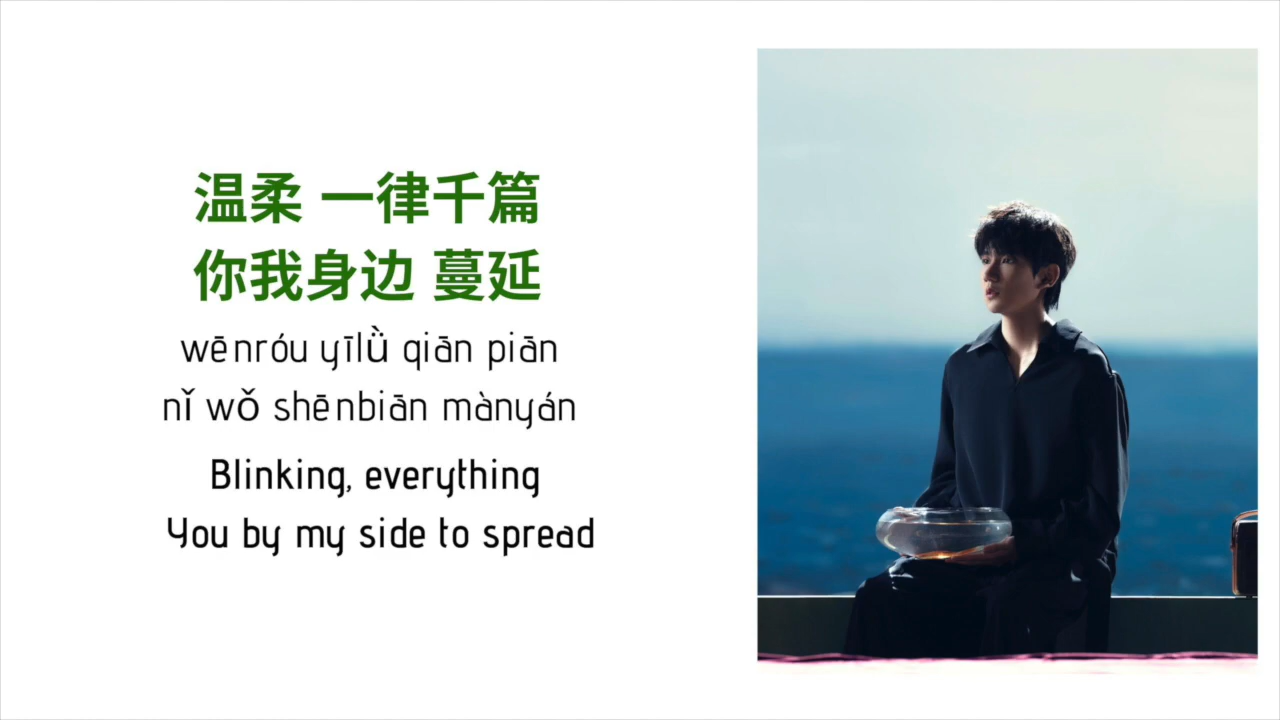 温柔 一律千篇
你我身边 蔓延
wēnróu yīlǜ qiān piān
nǐ wǒ shēnbiān mànyán
Blinking, everything
You by my side to spread